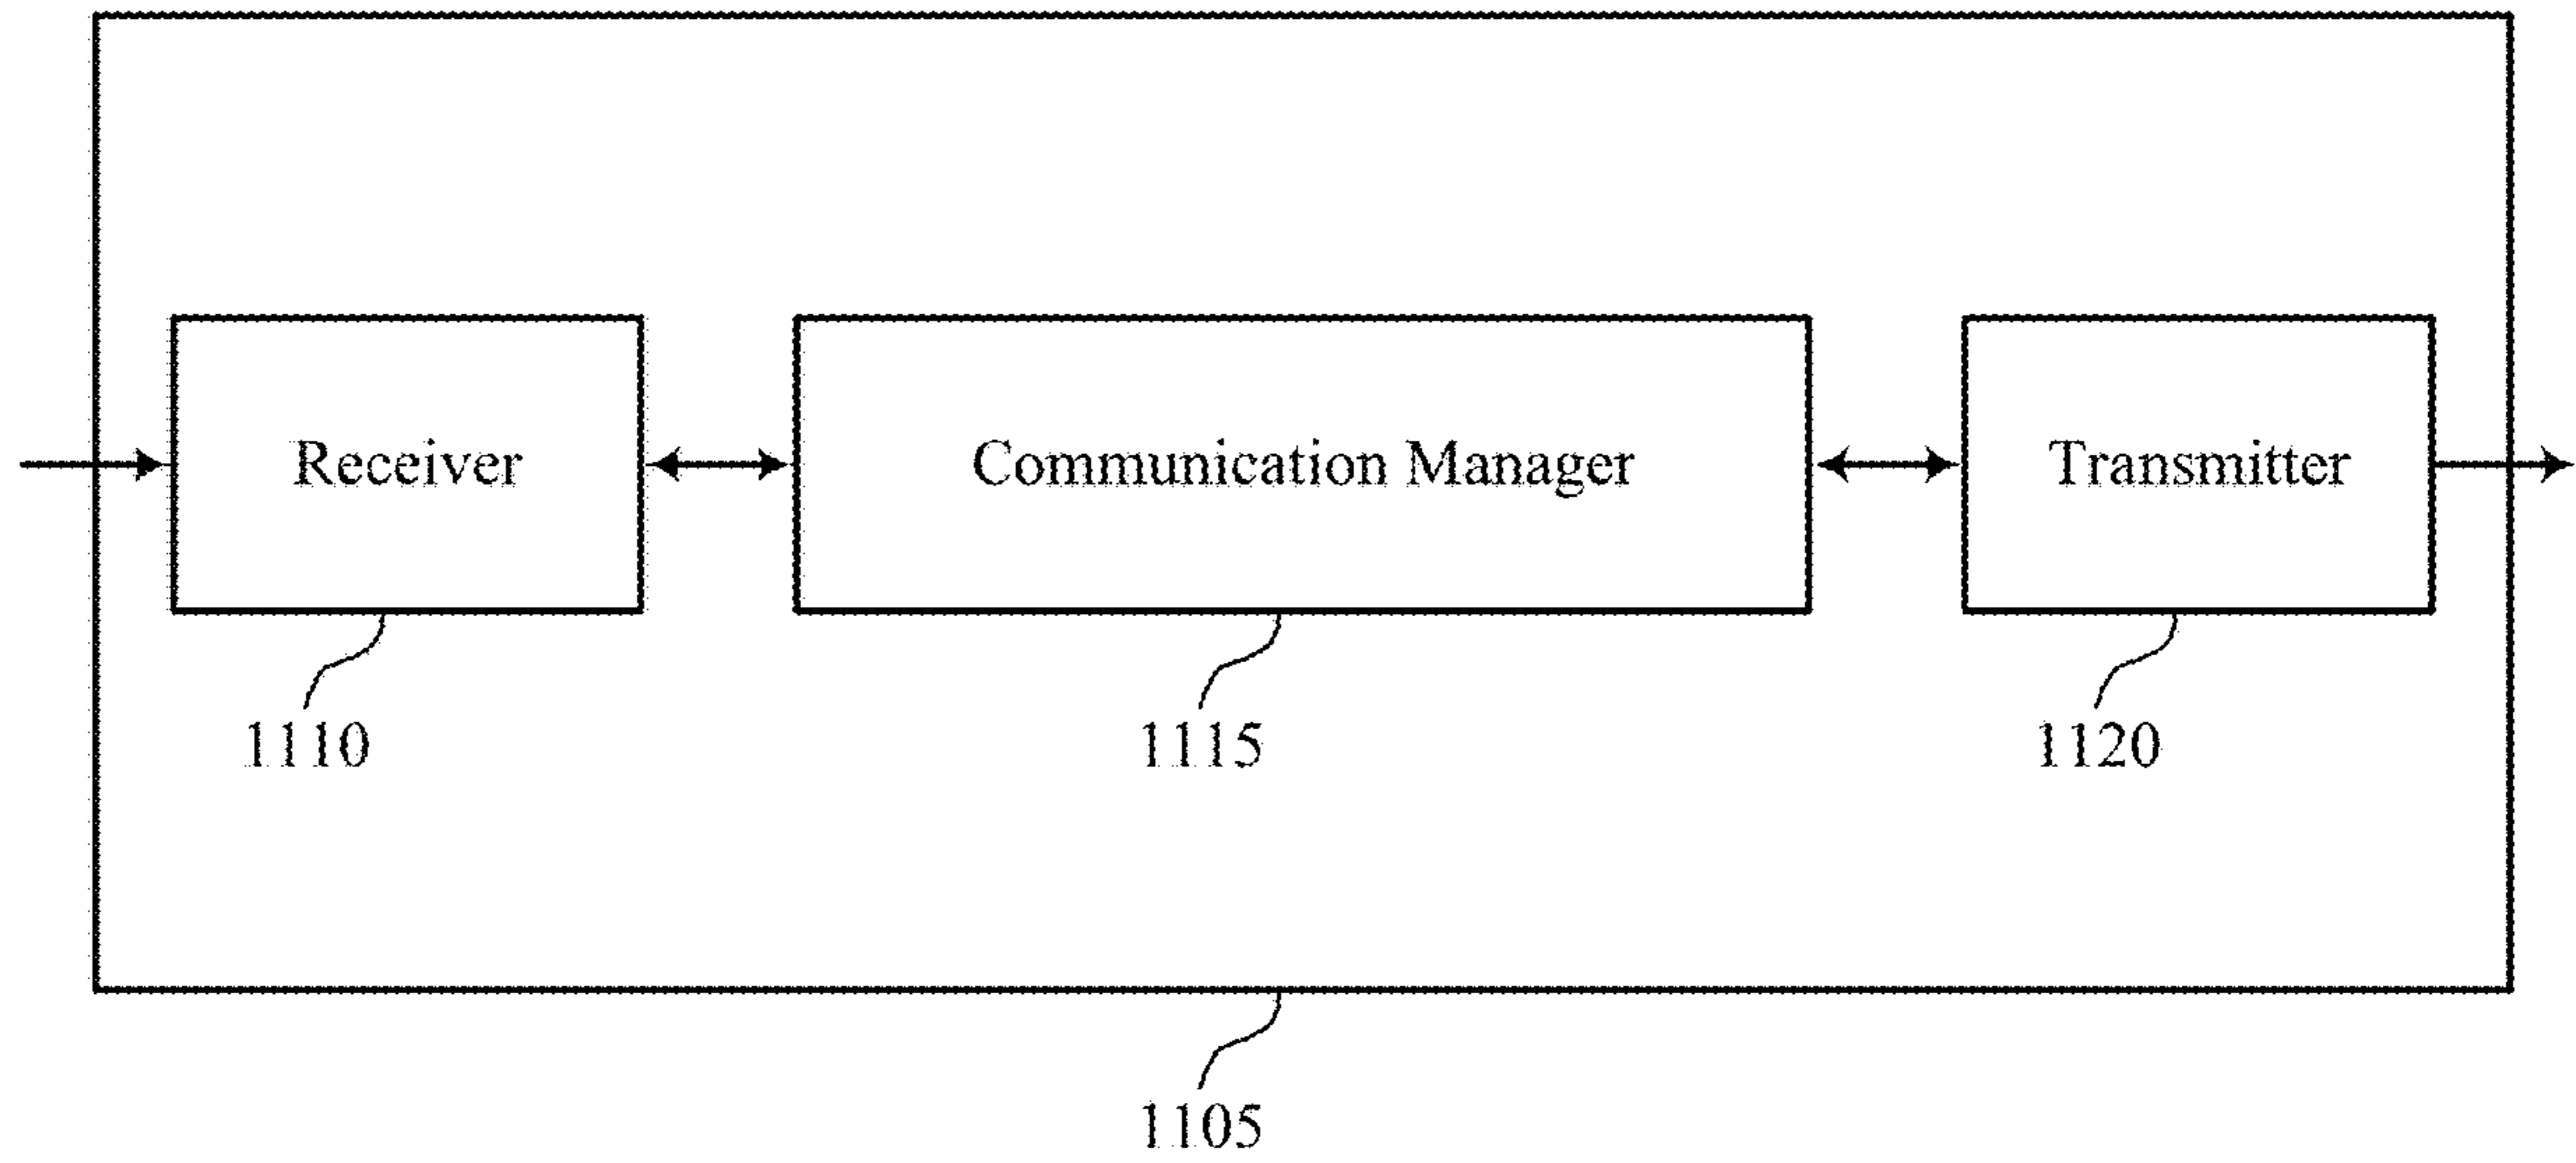 Receiver
Communication Manager
Transmitter
1110
1115
1120
1105